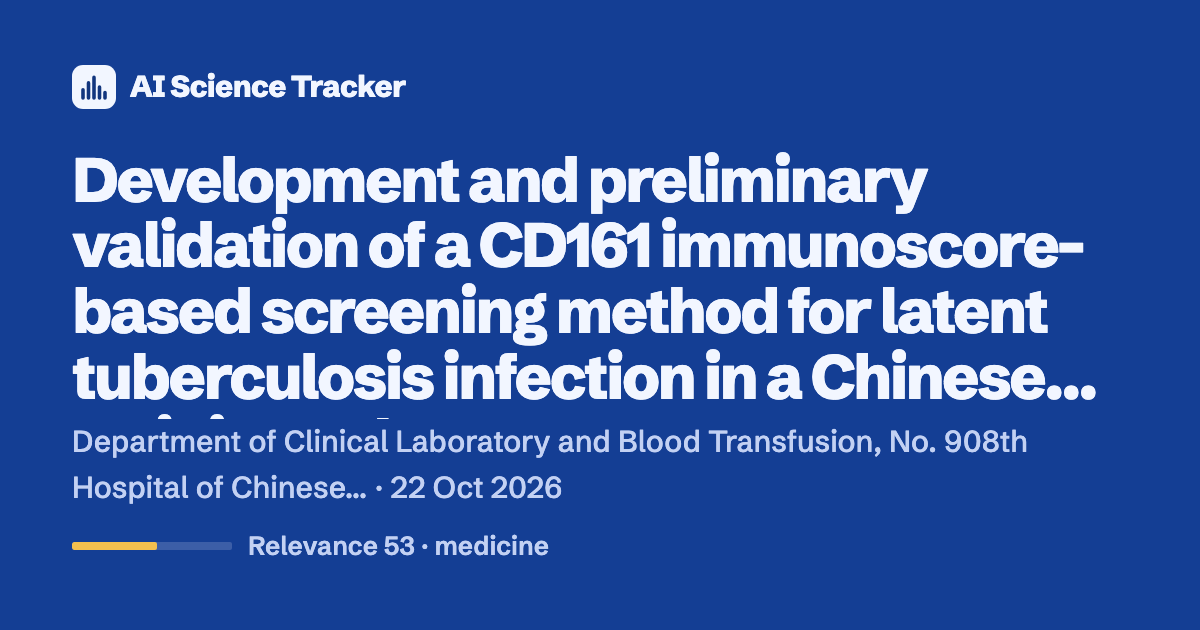 AI Science Tracker
Development and preliminary
validation of a CD161 immunoscore-
based screening method for latent
tuberculosis infection in a Chinese...
Department of Clinical Laboratory and Blood Transfusion, No. 908th
Hospital of Chinese... · 22 Oct 2026
Relevance 53 · medicine